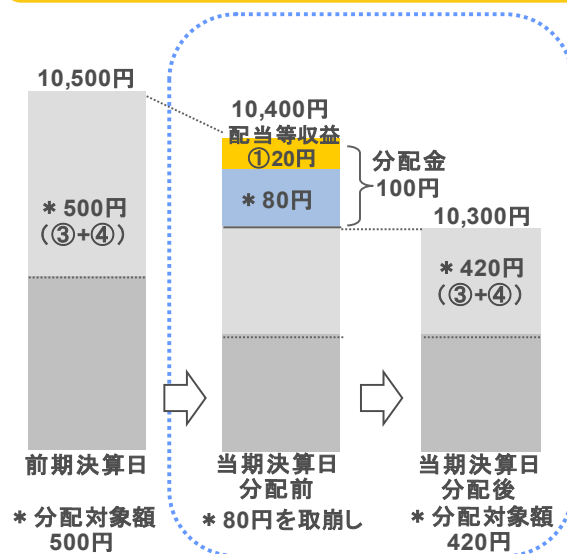 10,500円
10,400円
配当等収益
①20円
分配金
100円
＊80円
＊500円
（③+④）
10,300円
＊420円
（③+④）
前期決算日
当期決算日
分配前
当期決算日
分配後
＊分配対象額
500円
＊80円を取崩し
＊分配対象額
420円